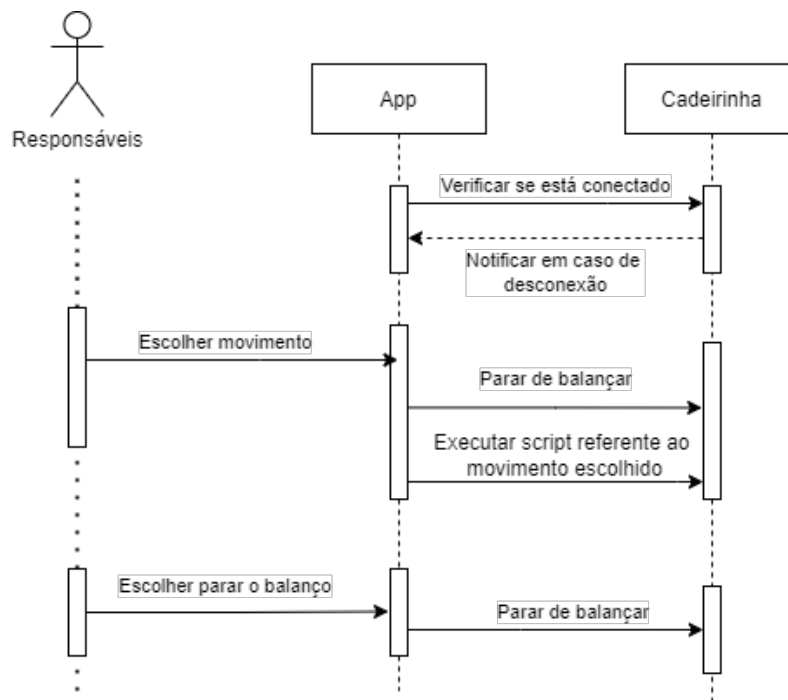 Responsáveis
App
Cadeirinha
Verificar se está conectado
Notificar em caso de
desconexão
Escolher movimento
Parar de balançar
Executar script referente ao
movimento escolhido
Escolher parar o balanço
Parar de balançar